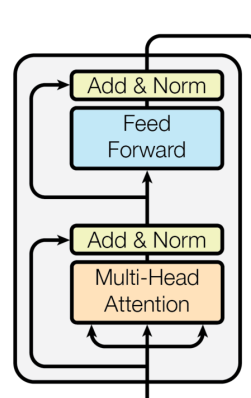 Add & Norm
Feed
Forward
Add & Norm
Multi-Head
Attention